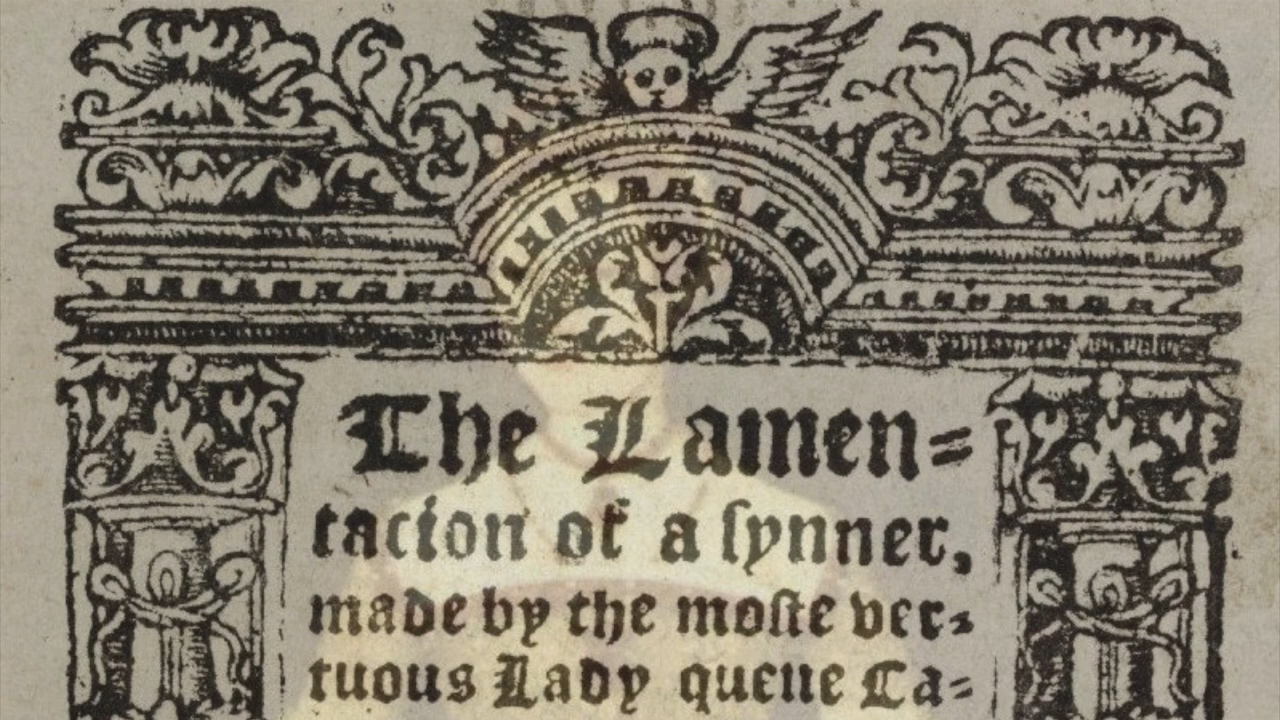 The Lamen=
tacion of a ſynner,
made by the moſte ver=
tuous Lady quene Ca=